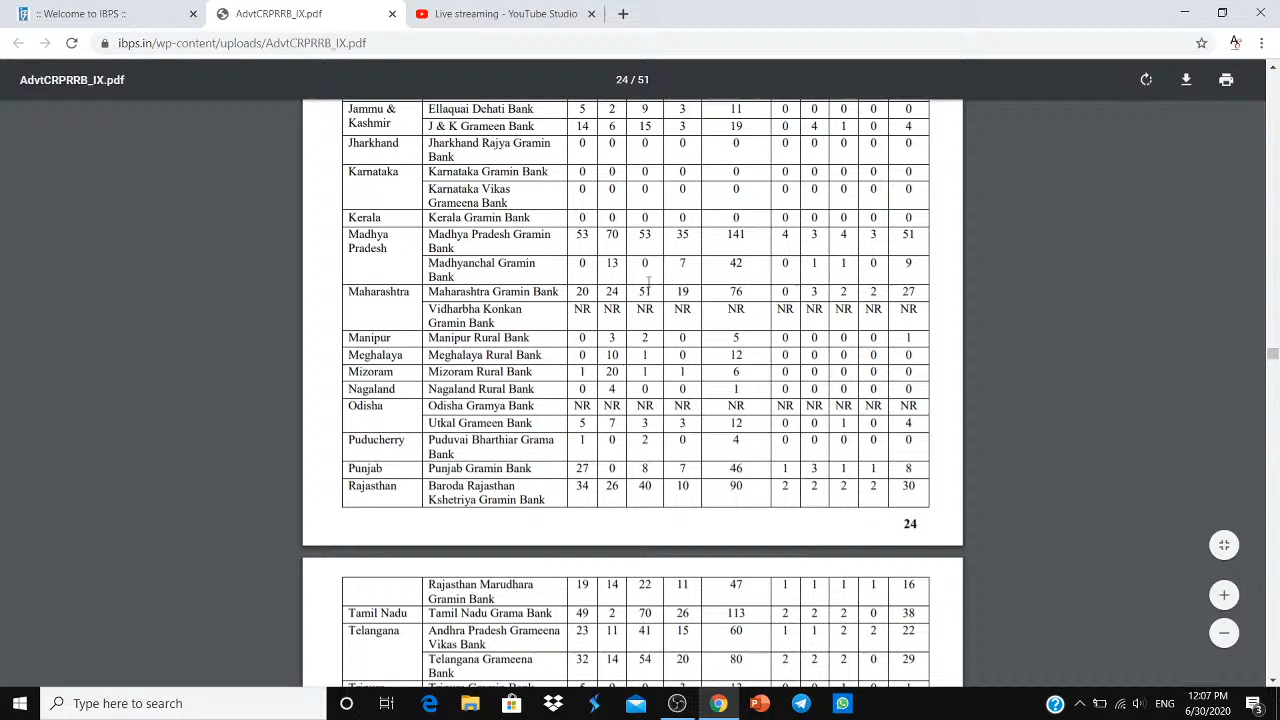 :: Welcome to IBPS ::
AdvtCRPRRB_IX.pdf
Live streaming - YouTube Studio
ibps.in/wp-content/uploads/AdvtCRPRRB_IX.pdf
AdvtCRPRRB_IX.pdf
24 / 51
Jammu & Kashmir Ellaquai Dehati Bank 5 2 9 3 11 0 0 0 0 0
J & K Grameen Bank 14 6 15 3 19 0 4 1 0 4
Jharkhand Jharkhand Rajya Gramin Bank 0 0 0 0 0 0 0 0 0 0
Karnataka Karnataka Gramin Bank 0 0 0 0 0 0 0 0 0 0
Karnataka Vikas Grameena Bank 0 0 0 0 0 0 0 0 0 0
Kerala Kerala Gramin Bank 0 0 0 0 0 0 0 0 0 0
Madhya Pradesh Madhya Pradesh Gramin Bank 53 70 53 35 141 4 3 4 3 51
Madhyanchal Gramin Bank 0 13 0 7 42 0 1 1 0 9
Maharashtra Maharashtra Gramin Bank 20 24 51 19 76 0 3 2 2 27
Vidharbha Konkan Gramin Bank NR NR NR NR NR NR NR NR NR NR
Manipur Manipur Rural Bank 0 3 2 0 5 0 0 0 0 1
Meghalaya Meghalaya Rural Bank 0 10 1 0 12 0 0 0 0 0
Mizoram Mizoram Rural Bank 1 20 1 1 6 0 0 0 0 0
Nagaland Nagaland Rural Bank 0 4 0 0 1 0 0 0 0 0
Odisha Odisha Gramya Bank NR NR NR NR NR NR NR NR NR NR
Utkal Grameen Bank 5 7 3 3 12 0 0 1 0 4
Puducherry Puduvai Bharthiar Grama Bank 1 0 2 0 4 0 0 0 0 0
Punjab Punjab Gramin Bank 27 0 8 7 46 1 3 1 1 8
Rajasthan Baroda Rajasthan Kshetriya Gramin Bank 34 26 40 10 90 2 2 2 2 30
24
Rajasthan Marudhara Gramin Bank 19 14 22 11 47 1 1 1 1 16
Tamil Nadu Tamil Nadu Grama Bank 49 2 70 26 113 2 2 2 0 38
Telangana Andhra Pradesh Grameena Vikas Bank 23 11 41 15 60 1 1 2 2 22
Telangana Grameena Bank 32 14 54 20 80 2 2 2 0 29
Type here to search
ENG
12:07 PM
6/30/2020